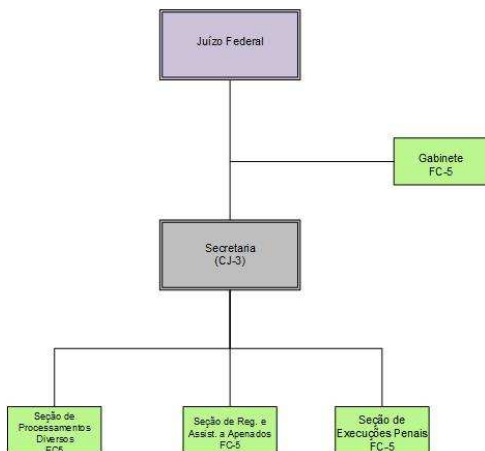 Juízo Federal
Gabinete
FC-5
Secretaria
(CJ-3)
Seção de
Processamentos
Diversos
FC5
Seção de Reg. e
Assist. a Apenados
FC-5
Seção de
Execuções Penais
FC-5